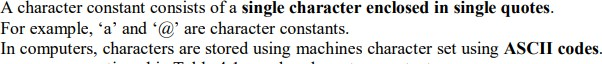 A character constant consists of a single character enclosed in single quotes.
For example, ‘a’ and ‘@’ are character constants.
In computers, characters are stored using machines character set using ASCII codes.